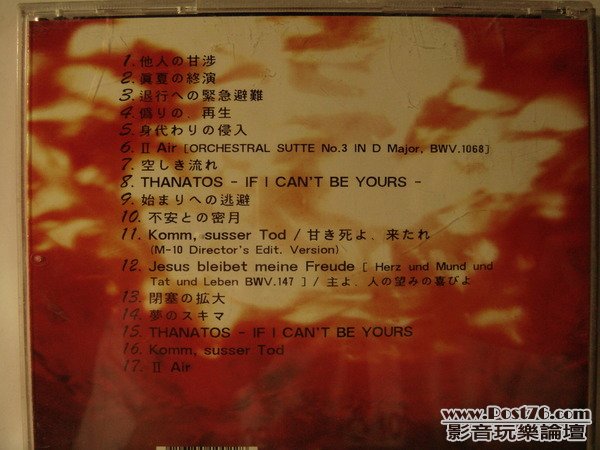 1. 他人の甘渉
2. 眞夏の終演
3. 退行への緊急避難
4. 偽りの、再生
5. 身代わりの侵入
6. II Air [ORCHESTRAL SUTTE No.3 IN D Major, BWV.1068]
7. 空しき流れ
8. THANATOS - IF I CAN'T BE YOURS -
9. 始まりへの逃避
10. 不安との密月
11. Komm, susser Tod / 甘き死よ、来たれ
(M-10 Director's Edit. Version)
12. Jesus bleibet meine Freude [ Herz und Mund und
Tat und Leben BWV.147 ] / 主よ、人の望みの喜びよ
13. 閉塞の拡大
14. 夢のスキマ
15. THANATOS - IF I CAN'T BE YOURS
16. Komm, susser Tod
17. II Air
www.Post76.com
影音玩樂論壇